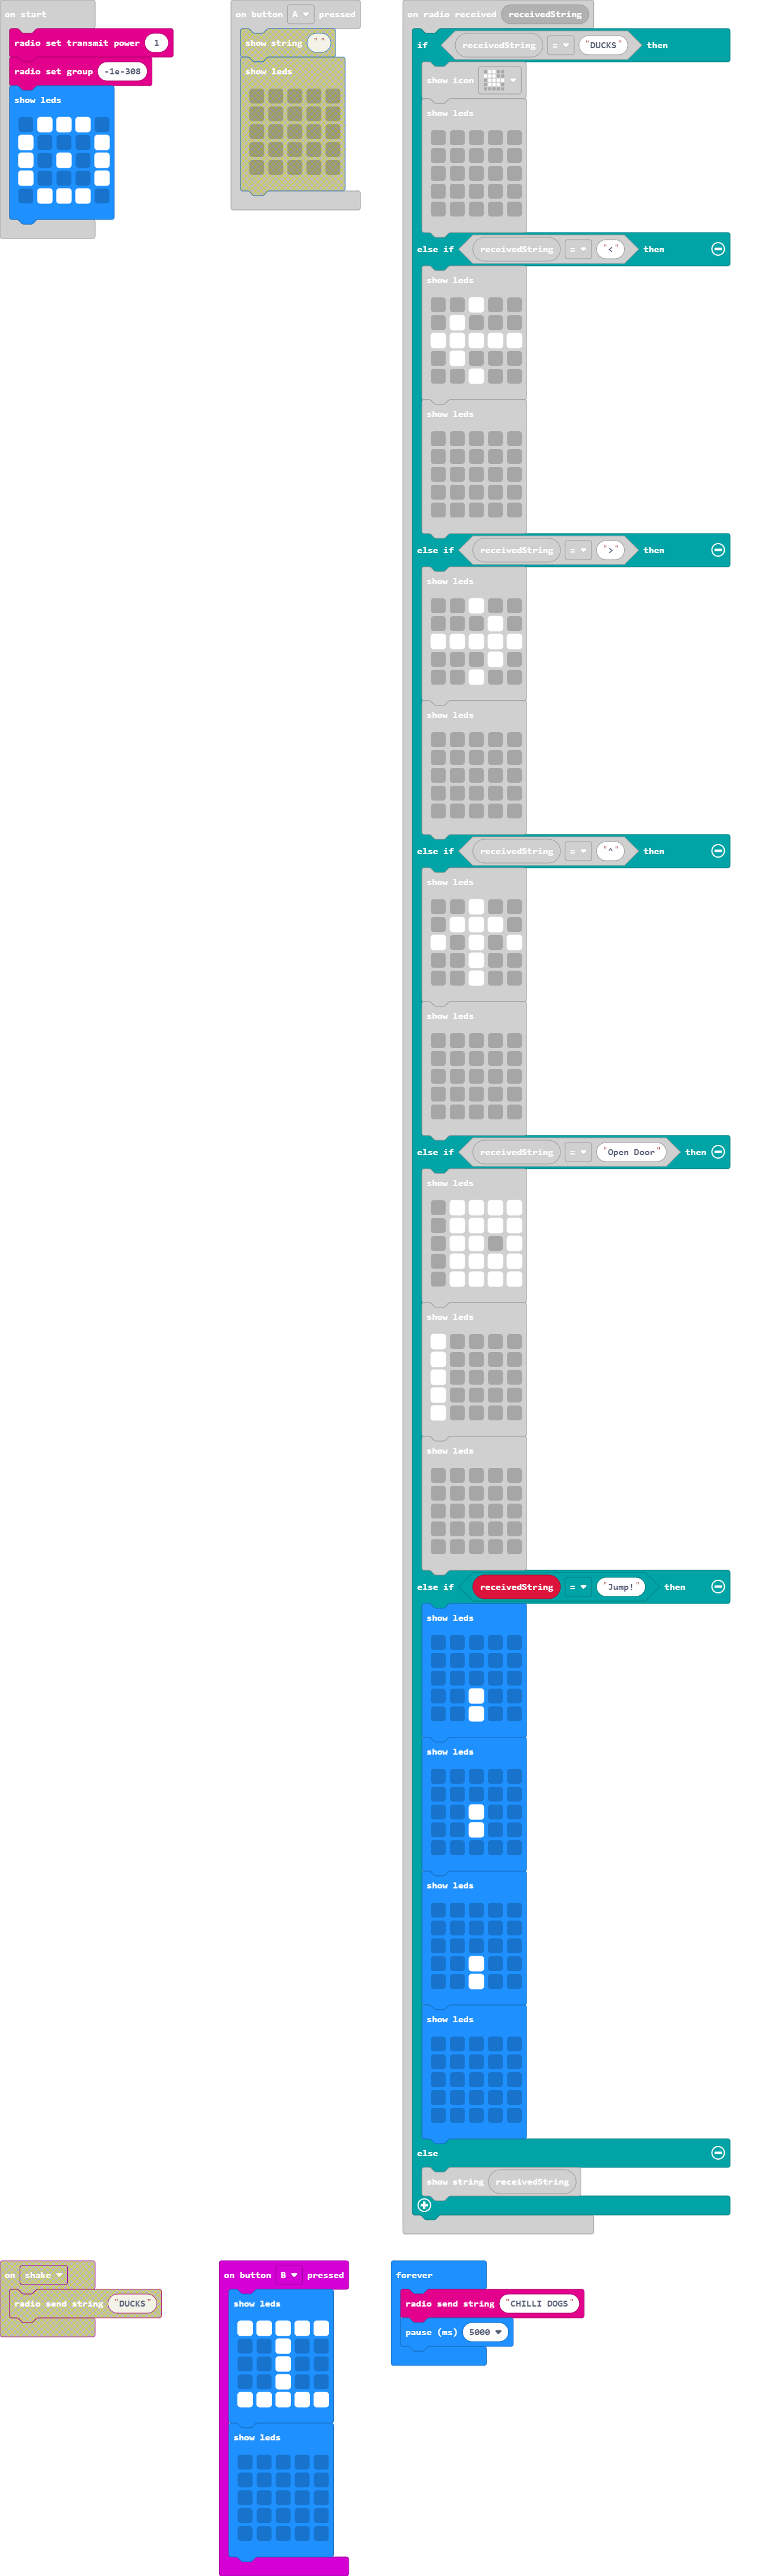 on start
radio set transmit power 1
radio set group -1e-308
show leds
on button A pressed
show string " "
show leds
on radio received receivedString
if receivedString = "DUCKS" then
show icon
show leds
else if receivedString = "<" then
show leds
show leds
else if receivedString = ">" then
show leds
show leds
else if receivedString = "^" then
show leds
show leds
else if receivedString = "Open Door" then
show leds
show leds
show leds
else if receivedString = "Jump!" then
show leds
show leds
show leds
show leds
else
show string receivedString
on shake
radio send string "DUCKS"
on button B pressed
show leds
show leds
forever
radio send string "CHILLI DOGS"
pause (ms) 5000